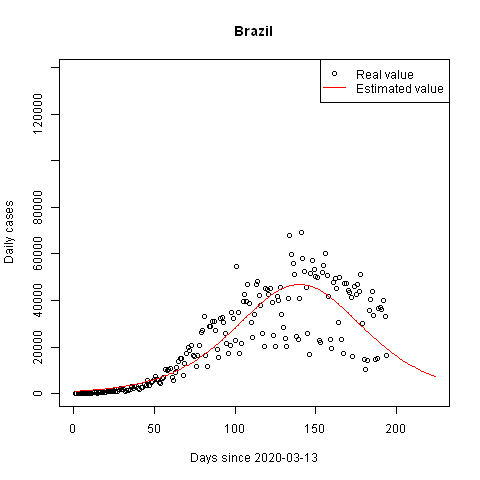 Brazil
Real value
Estimated value
Daily cases
0
20000
40000
60000
80000
120000
0
50
100
150
200
Days since 2020-03-13